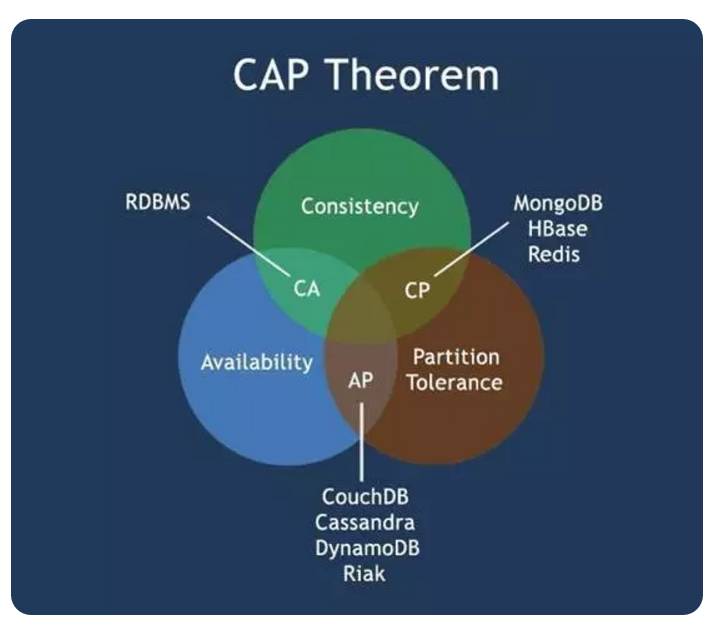 CAP Theorem
RDBMS
Consistency
MongoDB
HBase
Redis
CA
CP
Availability
Partition
Tolerance
AP
CouchDB
Cassandra
DynamoDB
Riak